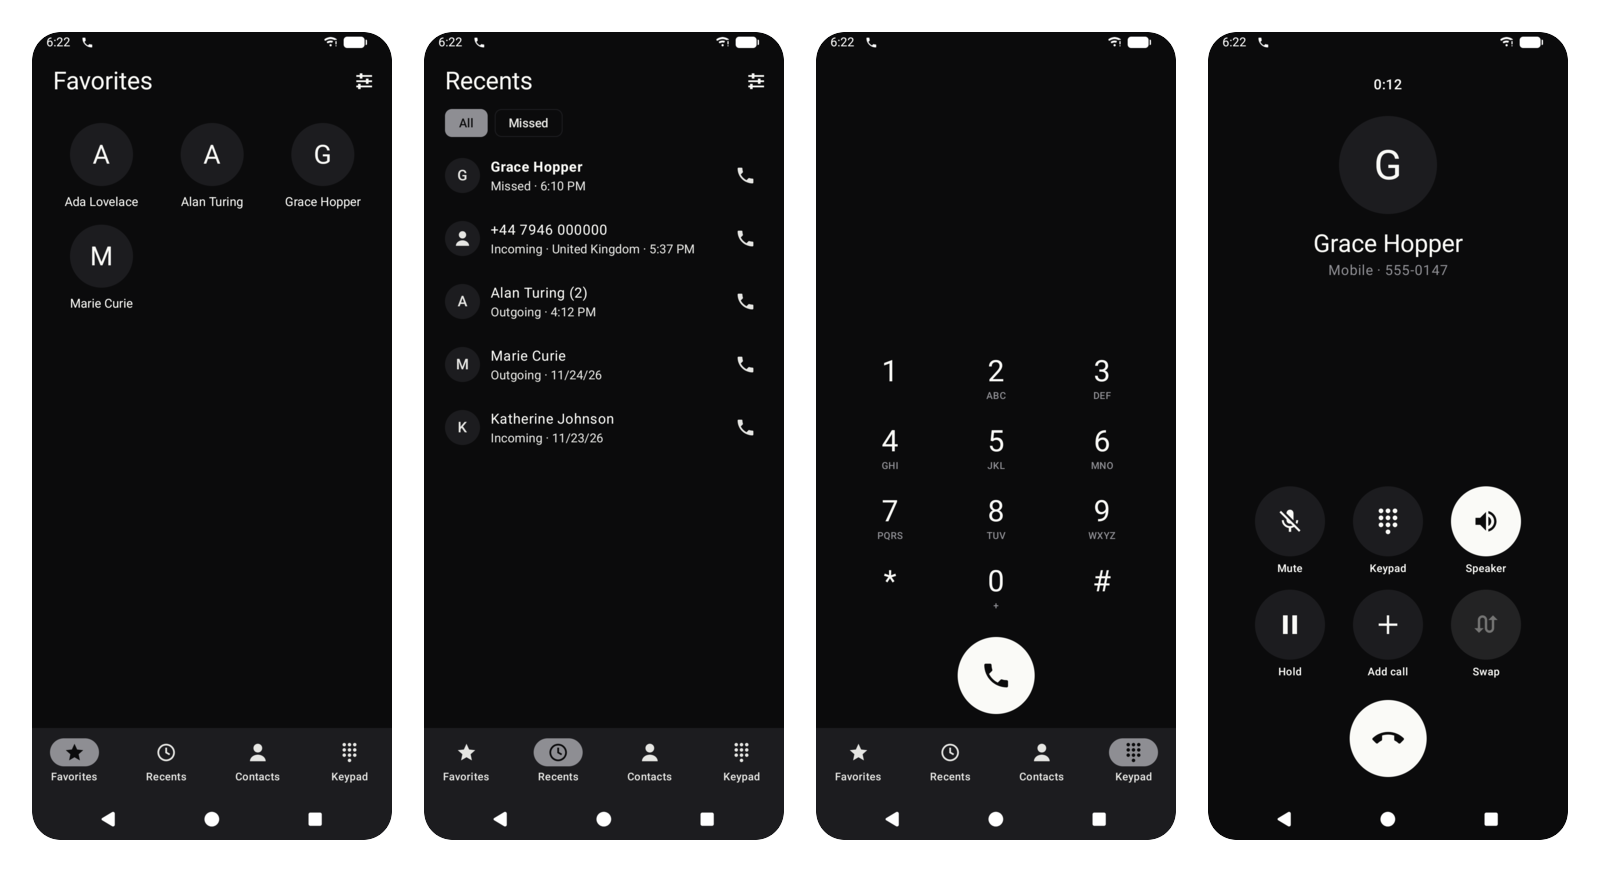 6:22
Favorites
A
A
G
Ada Lovelace
Alan Turing
Grace Hopper
M
Marie Curie
Favorites
Recents
Contacts
Keypad
6:22
Recents
All
Missed
G
Grace Hopper
Missed · 6:10 PM
+44 7946 000000
Incoming · United Kingdom · 5:37 PM
A
Alan Turing (2)
Outgoing · 4:12 PM
M
Marie Curie
Outgoing · 11/24/26
K
Katherine Johnson
Incoming · 11/23/26
Favorites
Recents
Contacts
Keypad
6:22
1
2
3
ABC
DEF
4
5
6
GHI
JKL
MNO
7
8
9
PQRS
TUV
WXYZ
*
0
#
+
Favorites
Recents
Contacts
Keypad
6:22
0:12
G
Grace Hopper
Mobile · 555-0147
Mute
Keypad
Speaker
Hold
Add call
Swap